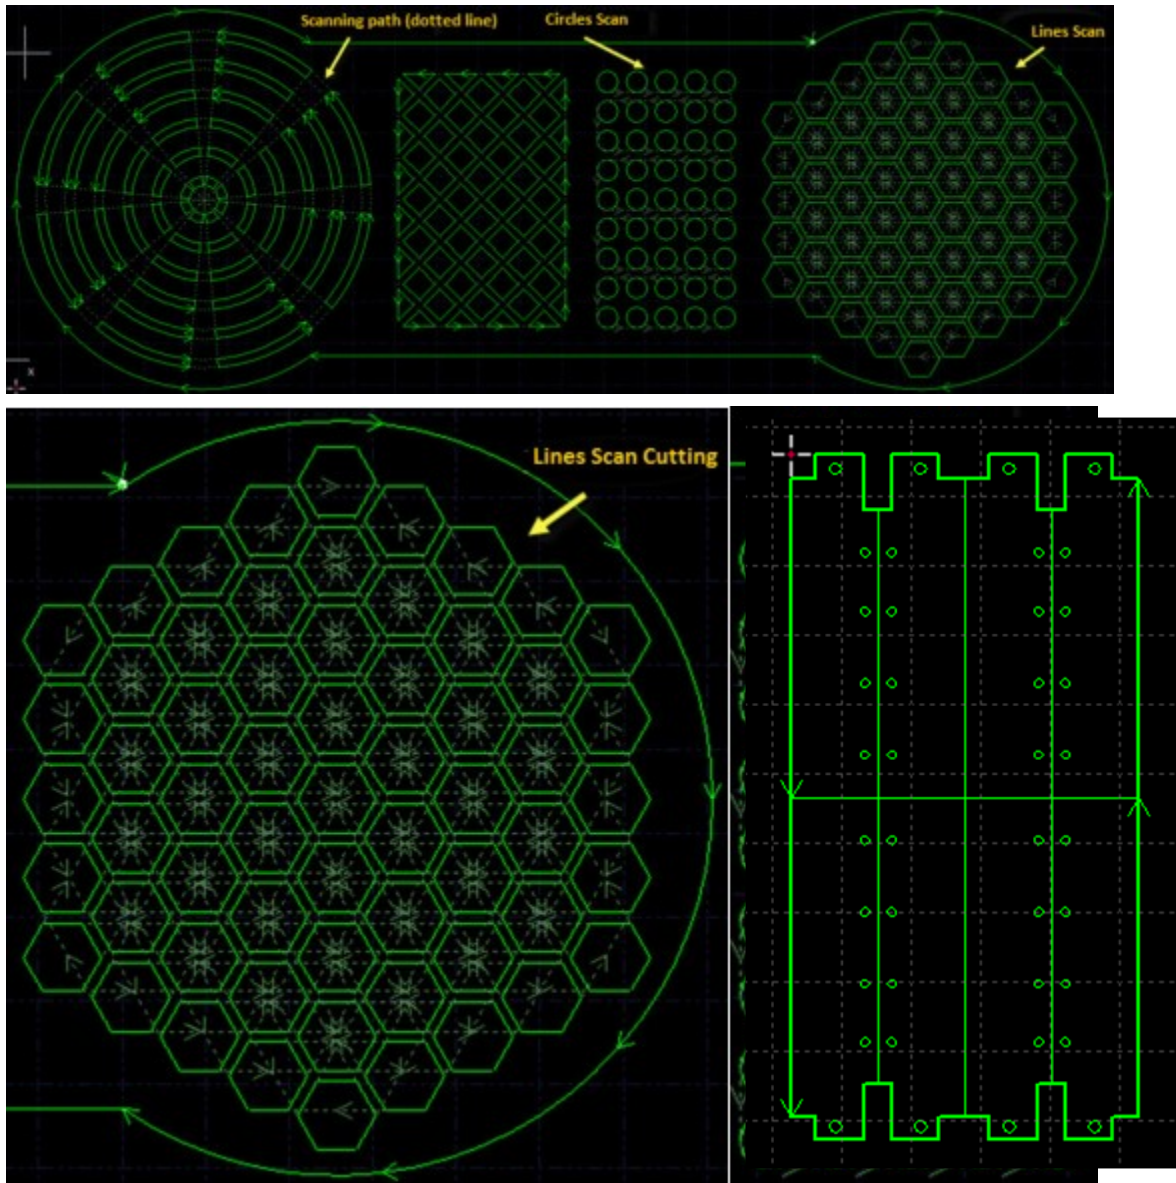 Scanning path (dotted line)
Circles Scan
Lines Scan
x
Lines Scan Cutting